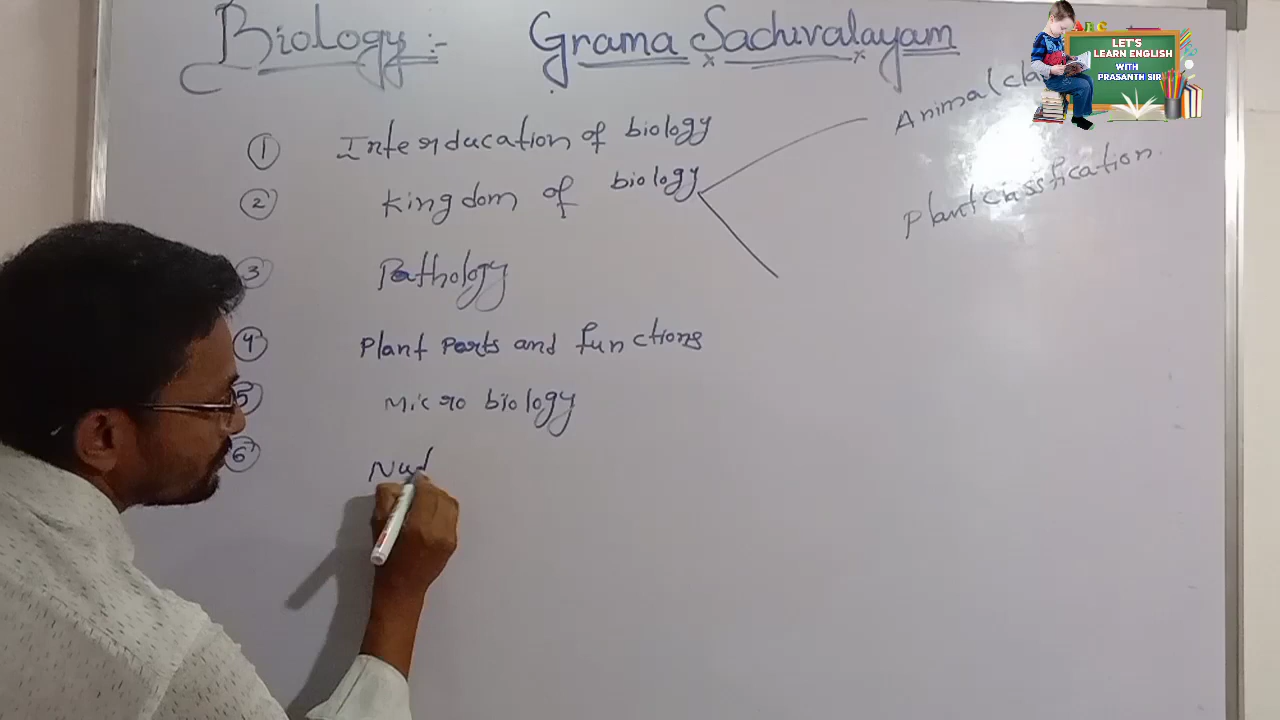 Biology :- Grama Sachivalayam
① Interducation of biology
② kingdom of biology
Animal (cla
Plant classification.
③ Pathology
④ Plant Parts and functions
⑤ Micro biology
⑥ Nut
LET'S
LEARN ENGLISH
WITH
PRASANTH SIR